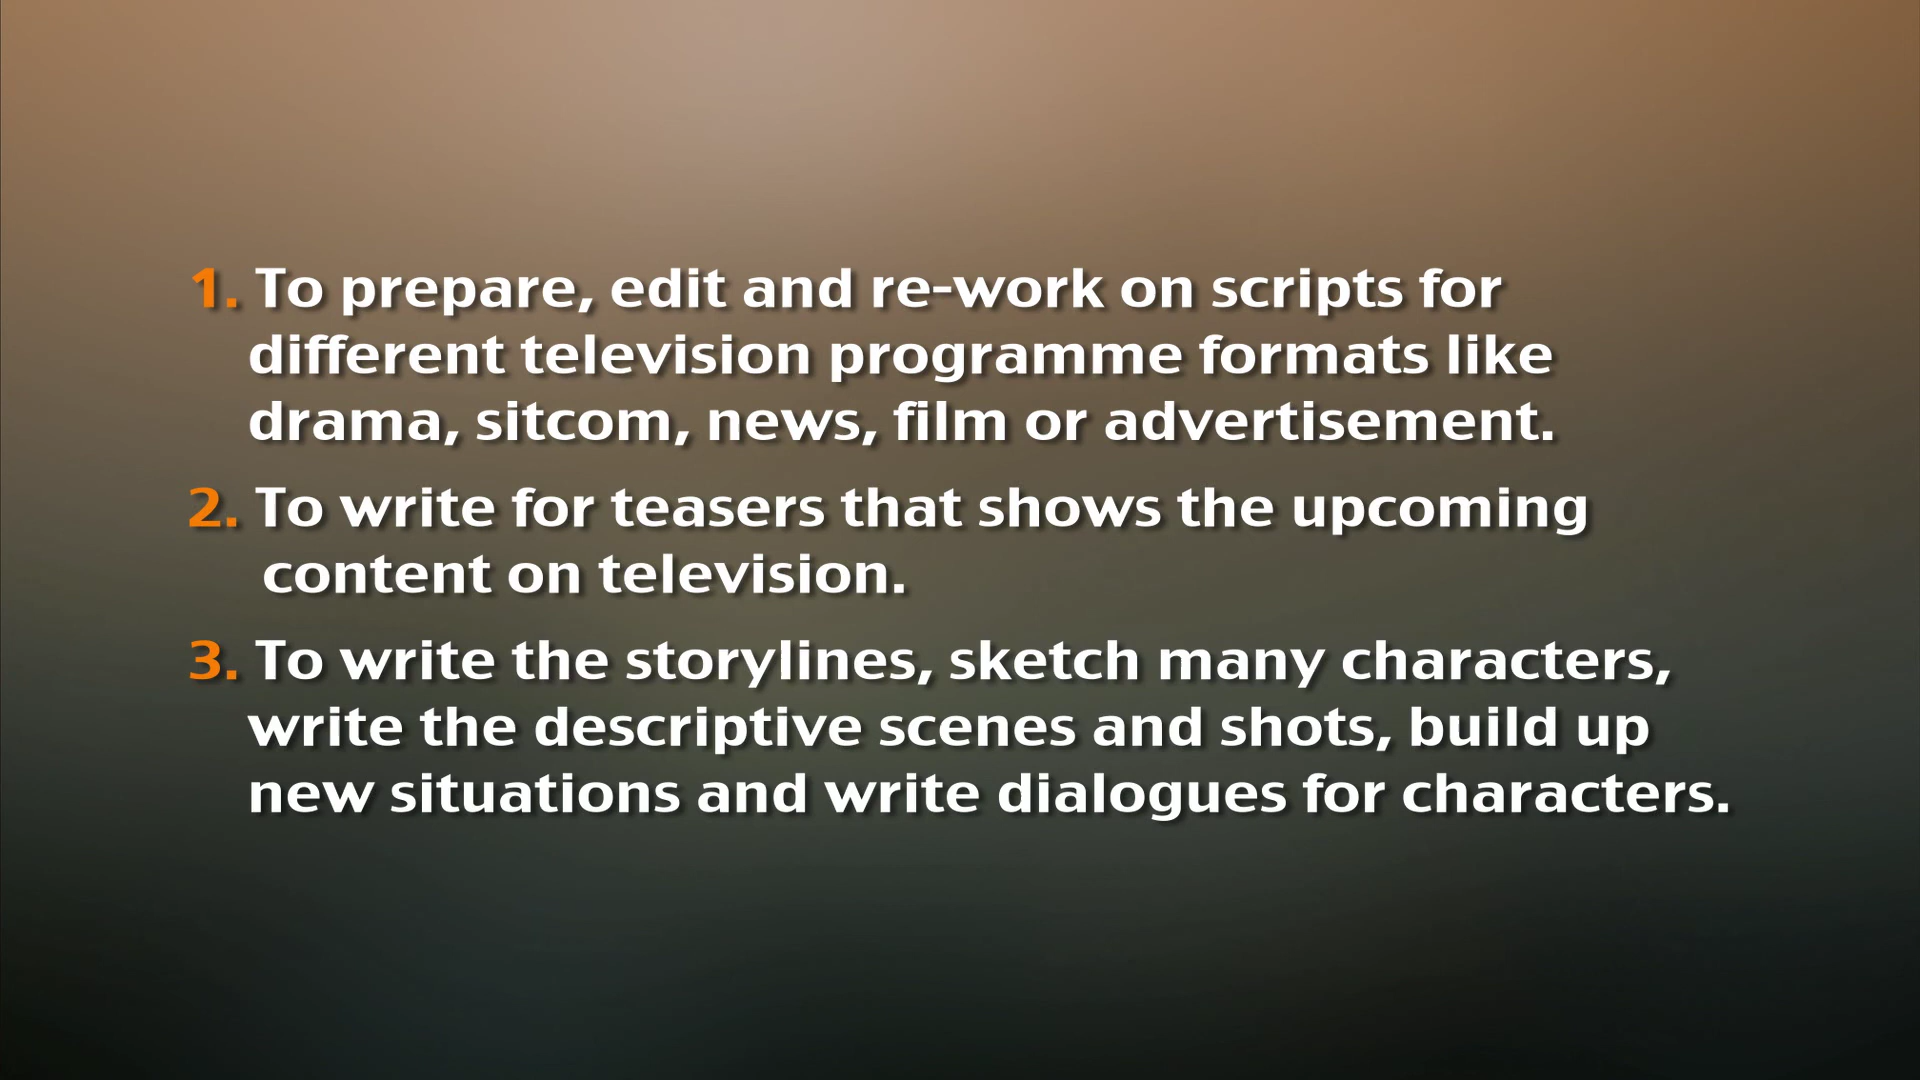 1. To prepare, edit and re-work on scripts for
different television programme formats like
drama, sitcom, news, film or advertisement.
2. To write for teasers that shows the upcoming
content on television.
3. To write the storylines, sketch many characters,
write the descriptive scenes and shots, build up
new situations and write dialogues for characters.